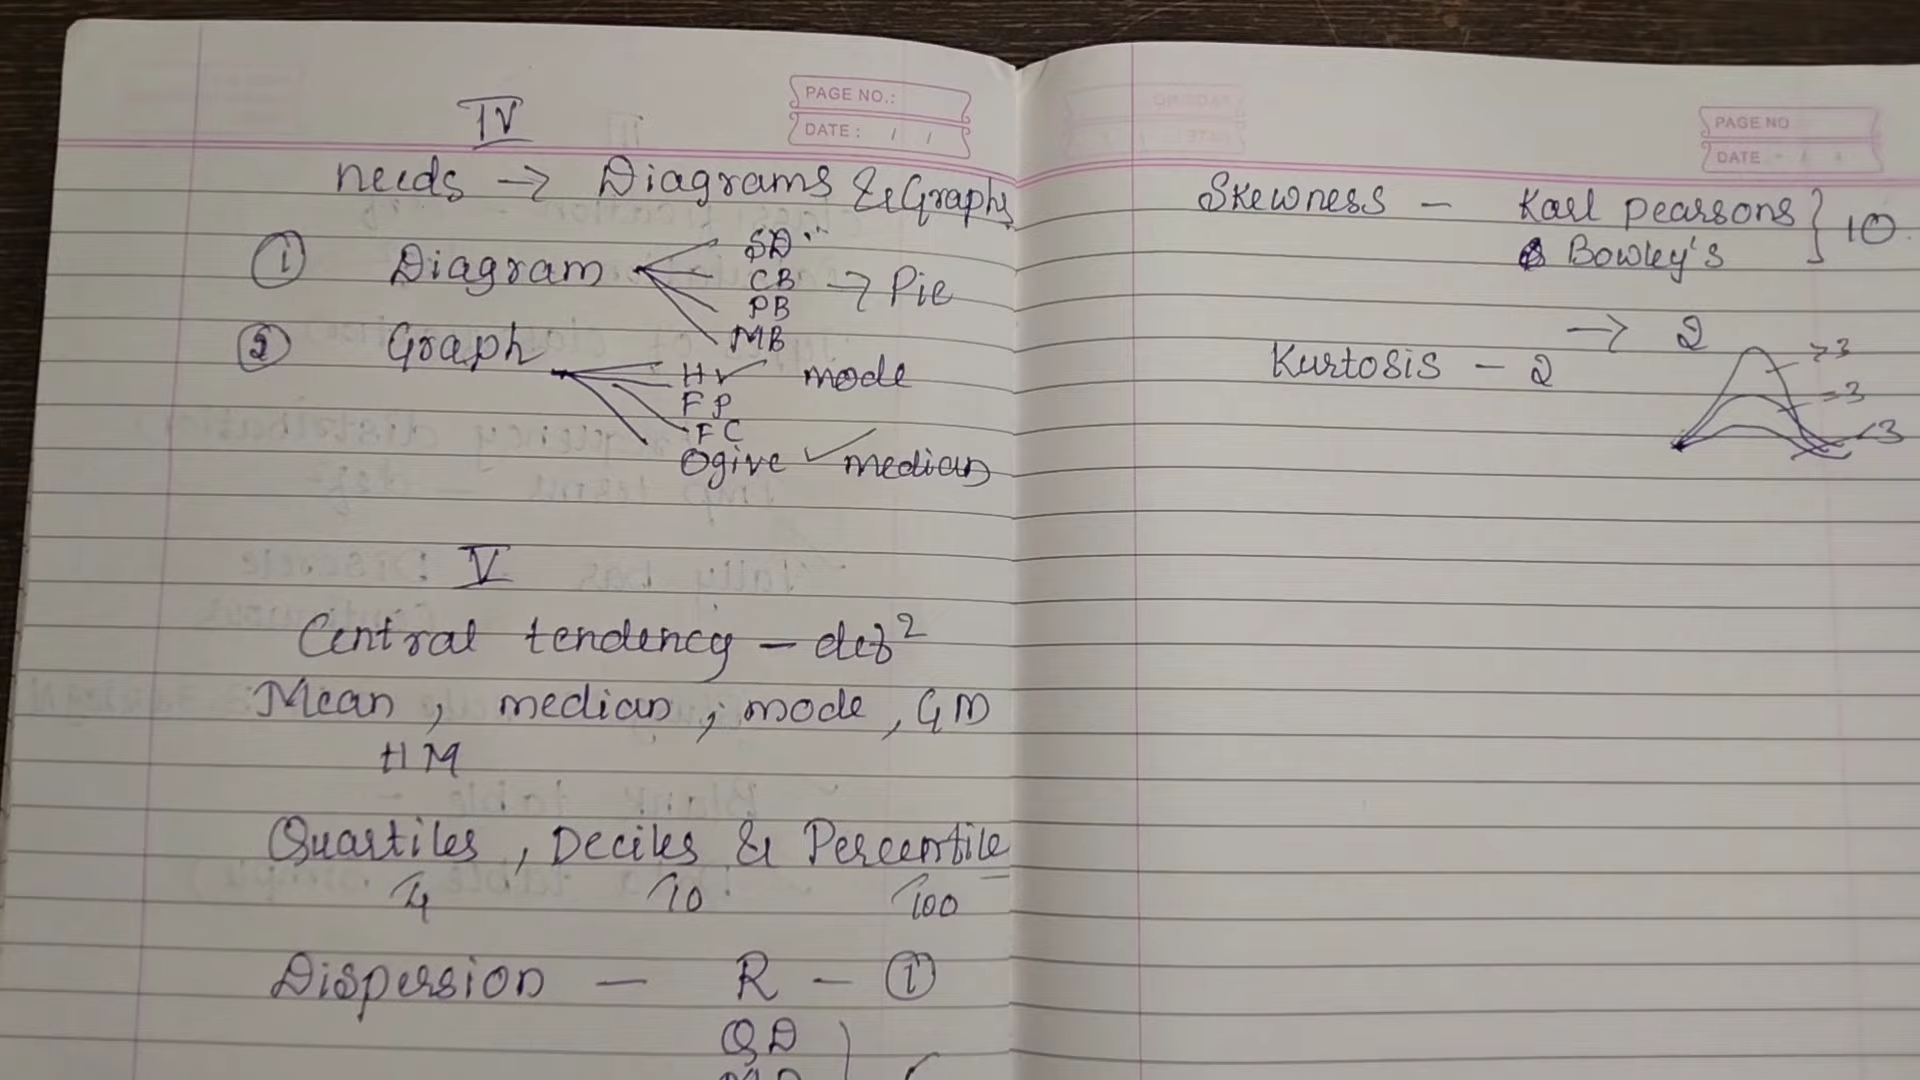 IV
PAGE NO.:
DATE: / /
needs → Diagrams & Graphs
① Diagram
SD
CB → Pie
PB
MB
② Graph
H ✓ mode
FP
FC
Ogive ✓ median
V
Central tendency - def²
Mean, median, mode, GM
HM
Quartiles, Deciles & Percentile
4 10 100
Dispersion - R - ①
QD
PAGE NO
DATE
Skewness - Karl pearsons } 10
Bowley's
→ 2
Kurtosis - 2
>3
=3
<3